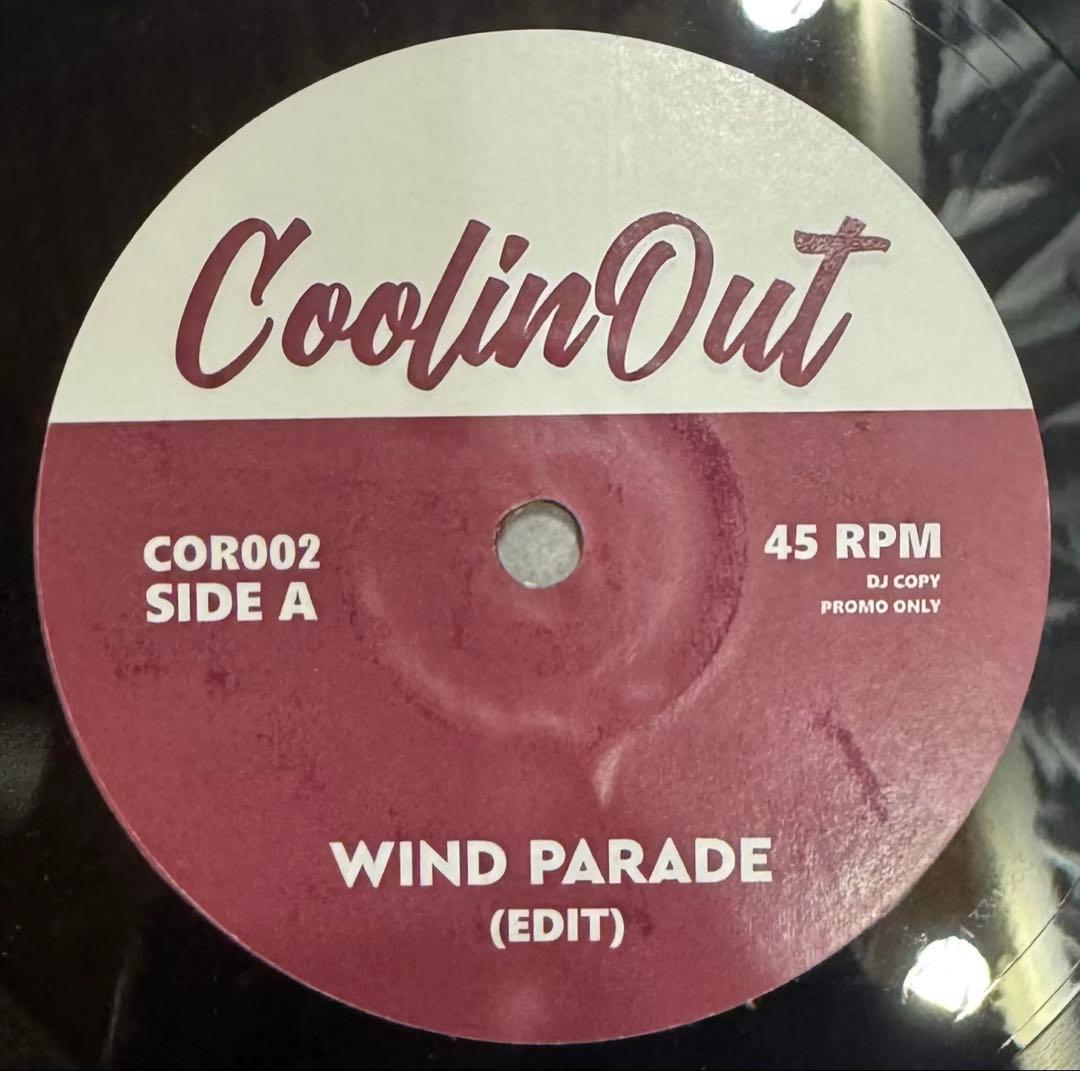 CoolinOut
COR002
SIDE A
45 RPM
DJ COPY
PROMO ONLY
WIND PARADE
(EDIT)